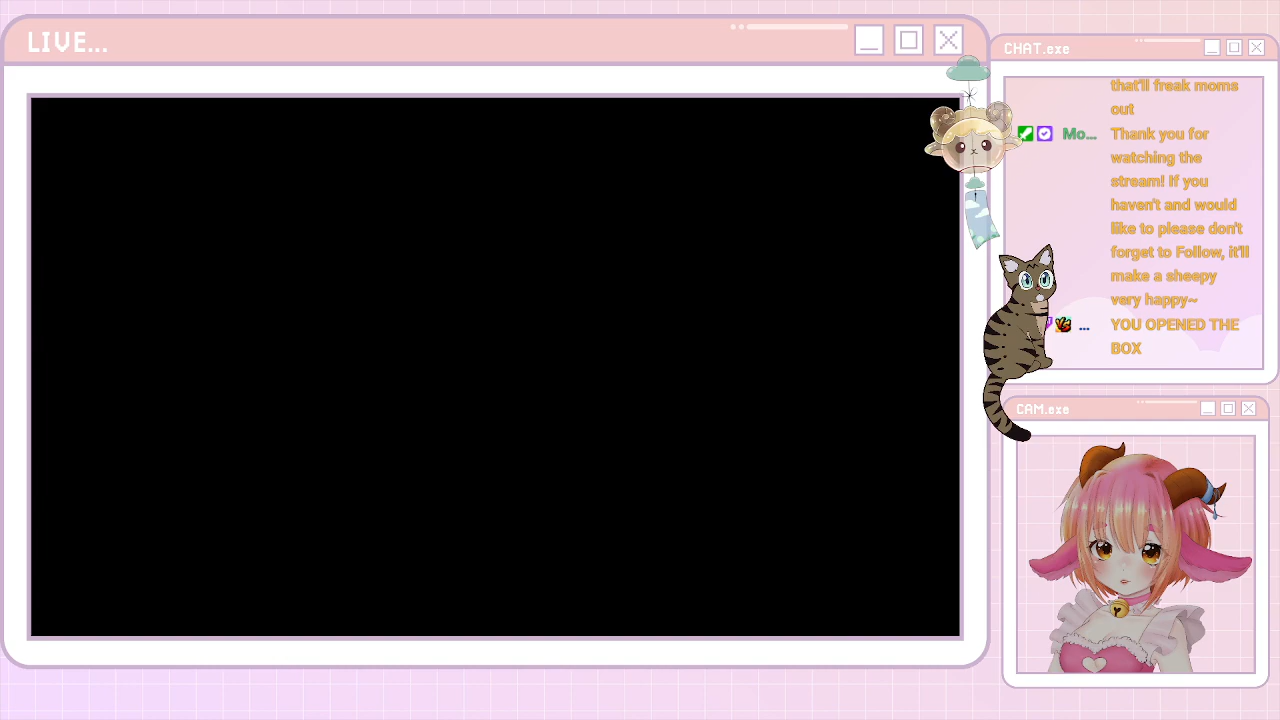 LIVE...
CHAT.exe
that'll freak moms
out
Mo... Thank you for
watching the
stream! If you
haven't and would
like to please don't
forget to Follow, it'll
make a sheepy
very happy~
... YOU OPENED THE
BOX
CAM.exe